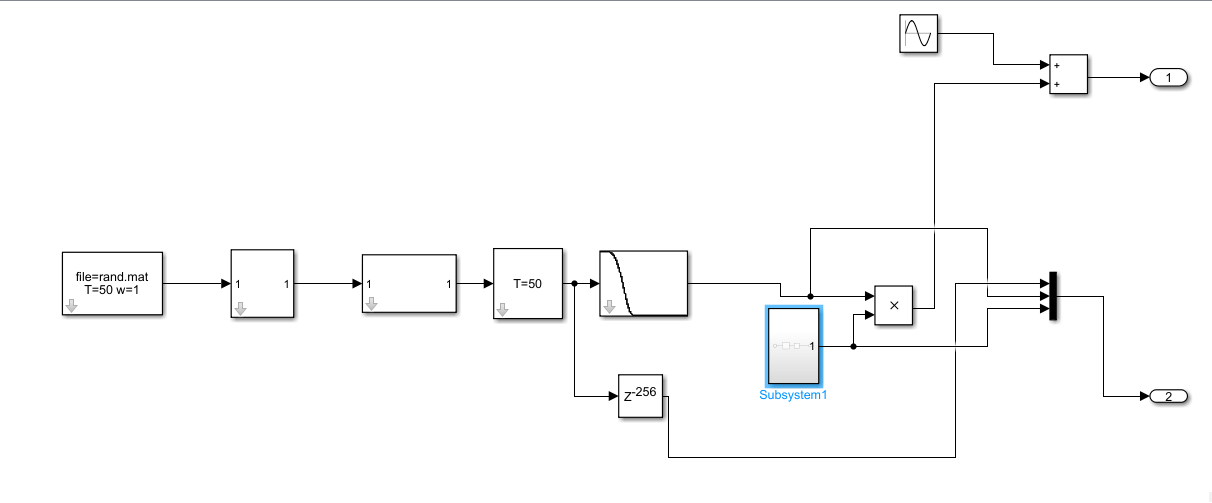 +
+
1
file=rand.mat
T=50 w=1
1 1
1 1
T=50
×
1
Subsystem1
Z-256
2